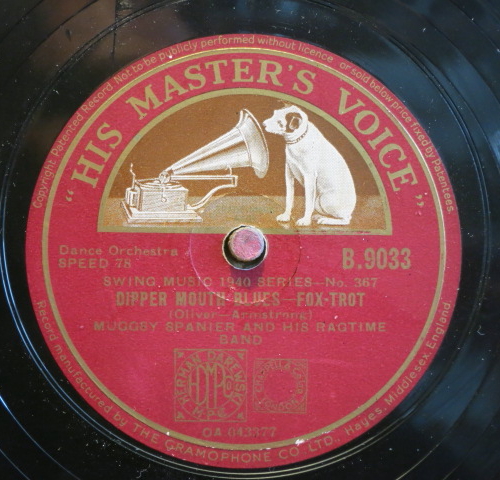 Copyright. Patented Record. Not to be publicly performed without licence or sold below price fixed by Patentees.
"HIS MASTER'S VOICE"
Dance Orchestra
SPEED 78
B.9033
SWING MUSIC 1940 SERIES-No. 367
DIPPER MOUTH BLUES-FOX-TROT
(Oliver-Armstrong)
MUGGSY SPANIER AND HIS RAGTIME
BAND
OA 043377
Record manufactured by THE GRAMOPHONE CO LTD., Hayes, Middlesex, England.